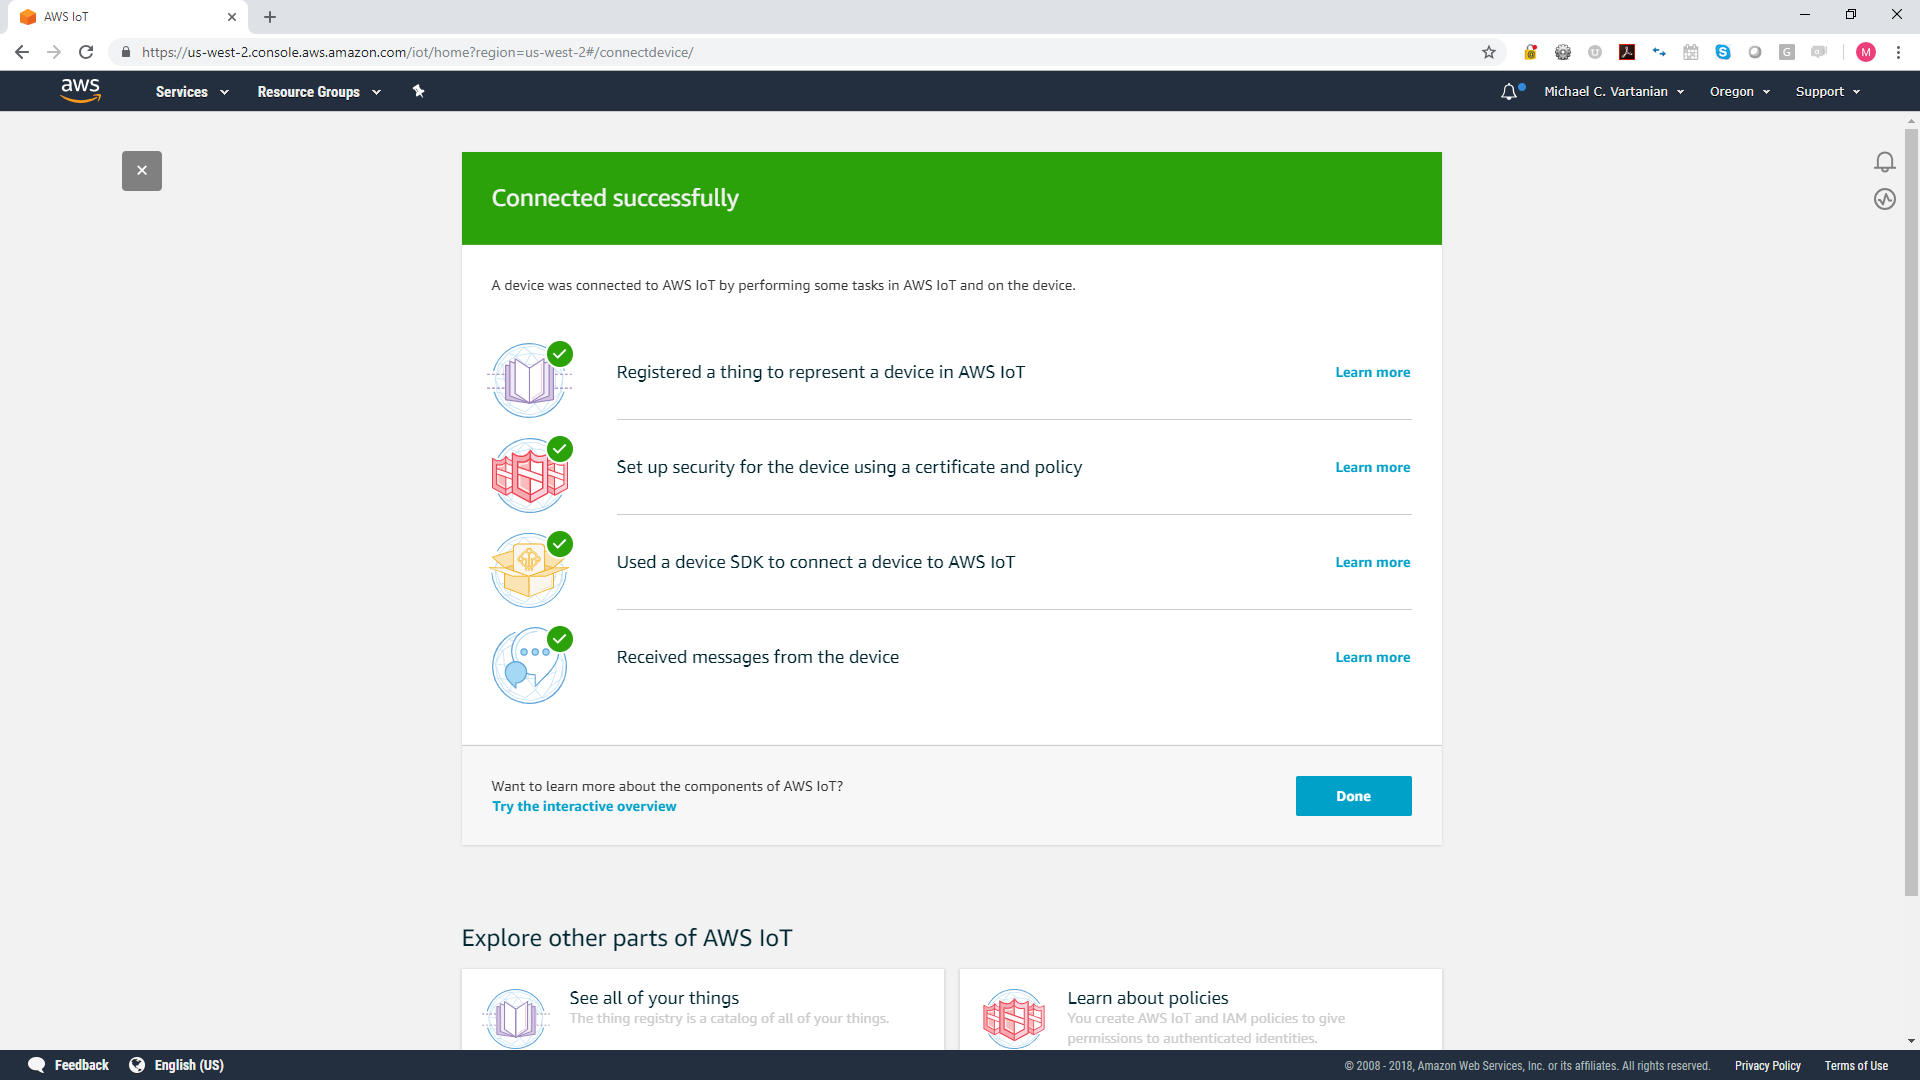 AWS IoT
https://us-west-2.console.aws.amazon.com/iot/home?region=us-west-2#/connectdevice/
M
aws
Services
Resource Groups
Michael C. Vartanian
Oregon
Support
Connected successfully
A device was connected to AWS IoT by performing some tasks in AWS IoT and on the device.
Registered a thing to represent a device in AWS IoT
Learn more
Set up security for the device using a certificate and policy
Learn more
Used a device SDK to connect a device to AWS IoT
Learn more
Received messages from the device
Learn more
Want to learn more about the components of AWS IoT?
Try the interactive overview
Done
Explore other parts of AWS IoT
See all of your things
The thing registry is a catalog of all of your things.
Learn about policies
You create AWS IoT and IAM policies to give
permissions to authenticated identities.
Feedback
English (US)
© 2008 - 2018, Amazon Web Services, Inc. or its affiliates. All rights reserved.
Privacy Policy
Terms of Use